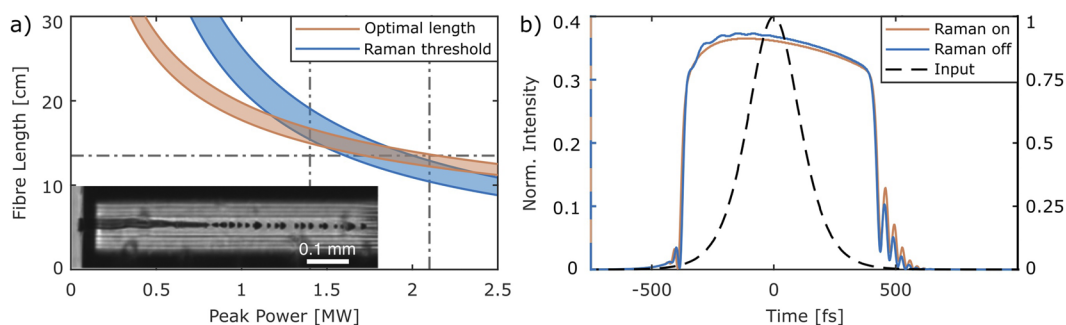 a)
Optimal length
Raman threshold
Fibre Length [cm]
30
20
10
0
0.1 mm
0
0.5
1
1.5
2
2.5
Peak Power [MW]
b)
Raman on
Raman off
Input
Norm. Intensity
0.4
0.3
0.2
0.1
0
1
0.75
0.5
0.25
0
-500
0
500
Time [fs]